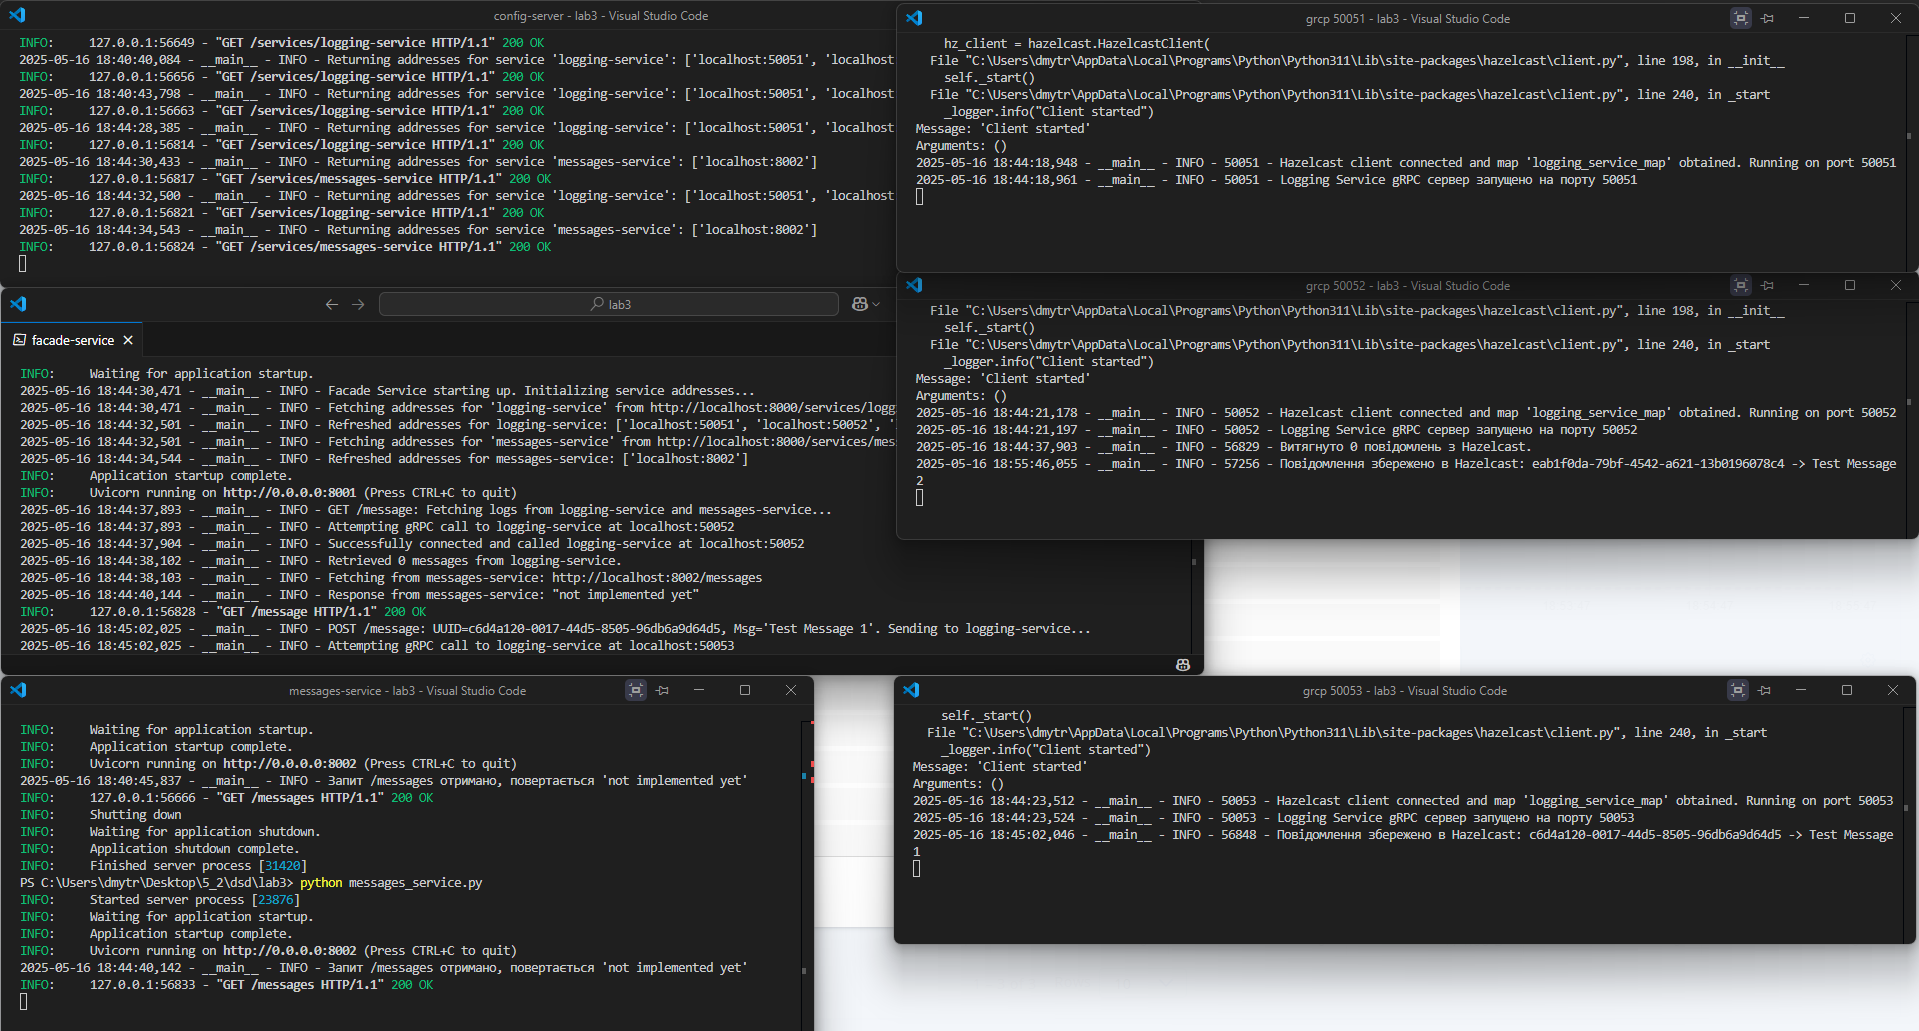 config-server - lab3 - Visual Studio Code
INFO:     127.0.0.1:56649 - "GET /services/logging-service HTTP/1.1" 200 OK
2025-05-16 18:40:40,084 - __main__ - INFO - Returning addresses for service 'logging-service': ['localhost:50051', 'localhost
INFO:     127.0.0.1:56656 - "GET /services/logging-service HTTP/1.1" 200 OK
2025-05-16 18:40:43,798 - __main__ - INFO - Returning addresses for service 'logging-service': ['localhost:50051', 'localhost
INFO:     127.0.0.1:56663 - "GET /services/logging-service HTTP/1.1" 200 OK
2025-05-16 18:44:28,385 - __main__ - INFO - Returning addresses for service 'logging-service': ['localhost:50051', 'localhost
INFO:     127.0.0.1:56814 - "GET /services/logging-service HTTP/1.1" 200 OK
2025-05-16 18:44:30,433 - __main__ - INFO - Returning addresses for service 'messages-service': ['localhost:8002']
INFO:     127.0.0.1:56817 - "GET /services/messages-service HTTP/1.1" 200 OK
2025-05-16 18:44:32,500 - __main__ - INFO - Returning addresses for service 'logging-service': ['localhost:50051', 'localhost
INFO:     127.0.0.1:56821 - "GET /services/logging-service HTTP/1.1" 200 OK
2025-05-16 18:44:34,543 - __main__ - INFO - Returning addresses for service 'messages-service': ['localhost:8002']
INFO:     127.0.0.1:56824 - "GET /services/messages-service HTTP/1.1" 200 OK
grcp 50051 - lab3 - Visual Studio Code
hz_client = hazelcast.HazelcastClient(
File "C:\Users\dmytr\AppData\Local\Programs\Python\Python311\Lib\site-packages\hazelcast\client.py", line 198, in __init__
self._start()
File "C:\Users\dmytr\AppData\Local\Programs\Python\Python311\Lib\site-packages\hazelcast\client.py", line 240, in _start
_logger.info("Client started")
Message: 'Client started'
Arguments: ()
2025-05-16 18:44:18,948 - __main__ - INFO - 50051 - Hazelcast client connected and map 'logging_service_map' obtained. Running on port 50051
2025-05-16 18:44:18,961 - __main__ - INFO - 50051 - Logging Service gRPC сервер запущено на порту 50051
grcp 50052 - lab3 - Visual Studio Code
File "C:\Users\dmytr\AppData\Local\Programs\Python\Python311\Lib\site-packages\hazelcast\client.py", line 198, in __init__
self._start()
File "C:\Users\dmytr\AppData\Local\Programs\Python\Python311\Lib\site-packages\hazelcast\client.py", line 240, in _start
_logger.info("Client started")
Message: 'Client started'
Arguments: ()
2025-05-16 18:44:21,178 - __main__ - INFO - 50052 - Hazelcast client connected and map 'logging_service_map' obtained. Running on port 50052
2025-05-16 18:44:21,197 - __main__ - INFO - 50052 - Logging Service gRPC сервер запущено на порту 50052
2025-05-16 18:44:37,903 - __main__ - INFO - 56829 - Витягнуто 0 повідомлень з Hazelcast.
2025-05-16 18:55:46,055 - __main__ - INFO - 57256 - Повідомлення збережено в Hazelcast: eab1f0da-79bf-4542-a621-13b0196078c4 -> Test Message
2
lab3
facade-service
INFO:     Waiting for application startup.
2025-05-16 18:44:30,471 - __main__ - INFO - Facade Service starting up. Initializing service addresses...
2025-05-16 18:44:30,471 - __main__ - INFO - Fetching addresses for 'logging-service' from http://localhost:8000/services/logg
2025-05-16 18:44:32,501 - __main__ - INFO - Refreshed addresses for logging-service: ['localhost:50051', 'localhost:50052', '
2025-05-16 18:44:32,501 - __main__ - INFO - Fetching addresses for 'messages-service' from http://localhost:8000/services/mes
2025-05-16 18:44:34,544 - __main__ - INFO - Refreshed addresses for messages-service: ['localhost:8002']
INFO:     Application startup complete.
INFO:     Uvicorn running on http://0.0.0.0:8001 (Press CTRL+C to quit)
2025-05-16 18:44:37,893 - __main__ - INFO - GET /message: Fetching logs from logging-service and messages-service...
2025-05-16 18:44:37,893 - __main__ - INFO - Attempting gRPC call to logging-service at localhost:50052
2025-05-16 18:44:37,904 - __main__ - INFO - Successfully connected and called logging-service at localhost:50052
2025-05-16 18:44:38,102 - __main__ - INFO - Retrieved 0 messages from logging-service.
2025-05-16 18:44:38,103 - __main__ - INFO - Fetching from messages-service: http://localhost:8002/messages
2025-05-16 18:44:40,144 - __main__ - INFO - Response from messages-service: "not implemented yet"
INFO:     127.0.0.1:56828 - "GET /message HTTP/1.1" 200 OK
2025-05-16 18:45:02,025 - __main__ - INFO - POST /message: UUID=c6d4a120-0017-44d5-8505-96db6a9d64d5, Msg='Test Message 1'. Sending to logging-service...
2025-05-16 18:45:02,025 - __main__ - INFO - Attempting gRPC call to logging-service at localhost:50053
messages-service - lab3 - Visual Studio Code
INFO:     Waiting for application startup.
INFO:     Application startup complete.
INFO:     Uvicorn running on http://0.0.0.0:8002 (Press CTRL+C to quit)
2025-05-16 18:40:45,837 - __main__ - INFO - Запит /messages отримано, повертається 'not implemented yet'
INFO:     127.0.0.1:56666 - "GET /messages HTTP/1.1" 200 OK
INFO:     Shutting down
INFO:     Waiting for application shutdown.
INFO:     Application shutdown complete.
INFO:     Finished server process [31420]
PS C:\Users\dmytr\Desktop\5_2\dsd\lab3> python messages_service.py
INFO:     Started server process [23876]
INFO:     Waiting for application startup.
INFO:     Application startup complete.
INFO:     Uvicorn running on http://0.0.0.0:8002 (Press CTRL+C to quit)
2025-05-16 18:44:40,142 - __main__ - INFO - Запит /messages отримано, повертається 'not implemented yet'
INFO:     127.0.0.1:56833 - "GET /messages HTTP/1.1" 200 OK
grcp 50053 - lab3 - Visual Studio Code
self._start()
File "C:\Users\dmytr\AppData\Local\Programs\Python\Python311\Lib\site-packages\hazelcast\client.py", line 240, in _start
_logger.info("Client started")
Message: 'Client started'
Arguments: ()
2025-05-16 18:44:23,512 - __main__ - INFO - 50053 - Hazelcast client connected and map 'logging_service_map' obtained. Running on port 50053
2025-05-16 18:44:23,524 - __main__ - INFO - 50053 - Logging Service gRPC сервер запущено на порту 50053
2025-05-16 18:45:02,046 - __main__ - INFO - 56848 - Повідомлення збережено в Hazelcast: c6d4a120-0017-44d5-8505-96db6a9d64d5 -> Test Message
1